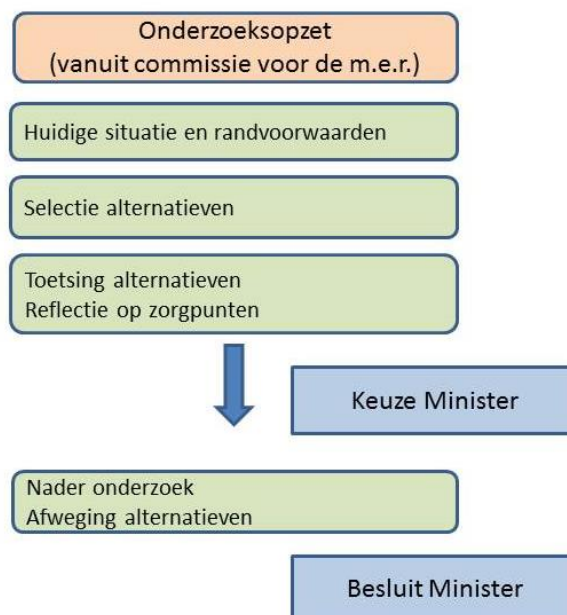 Onderzoeksopzet
(vanuit commissie voor de m.e.r.)
Huidige situatie en randvoorwaarden
Selectie alternatieven
Toetsing alternatieven
Reflectie op zorgpunten
Keuze Minister
Nader onderzoek
Afweging alternatieven
Besluit Minister